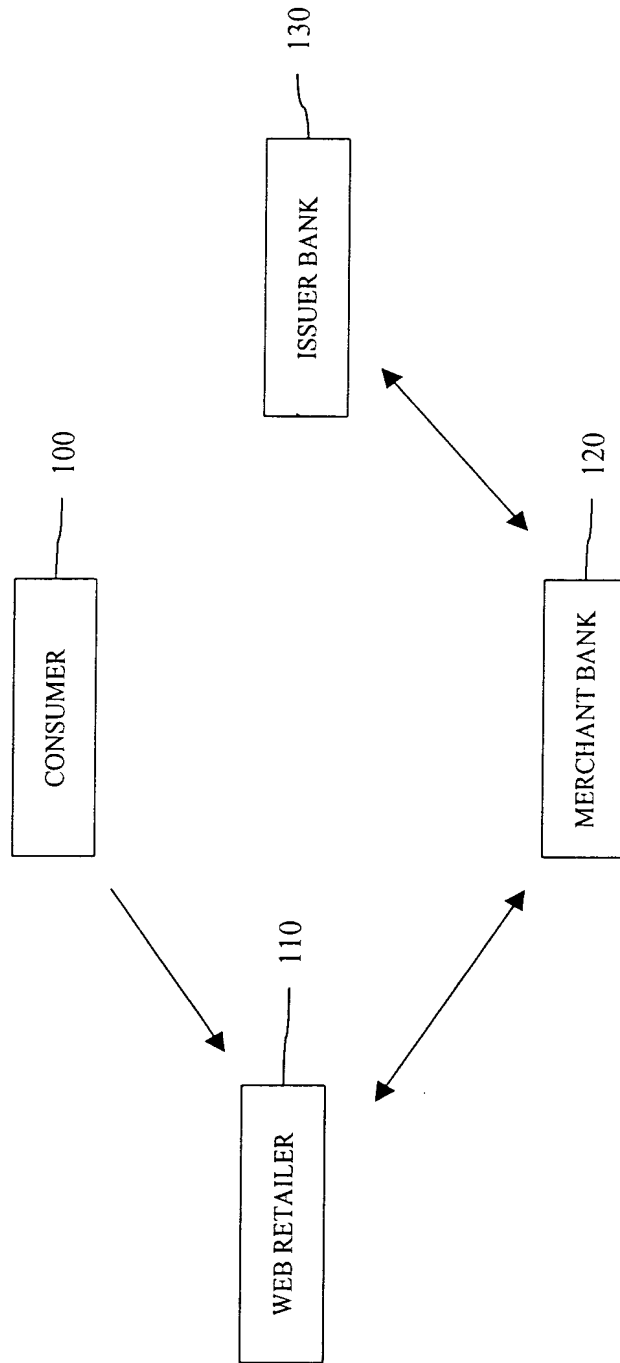 CONSUMER
100
WEB RETAILER
110
ISSUER BANK
130
MERCHANT BANK
120